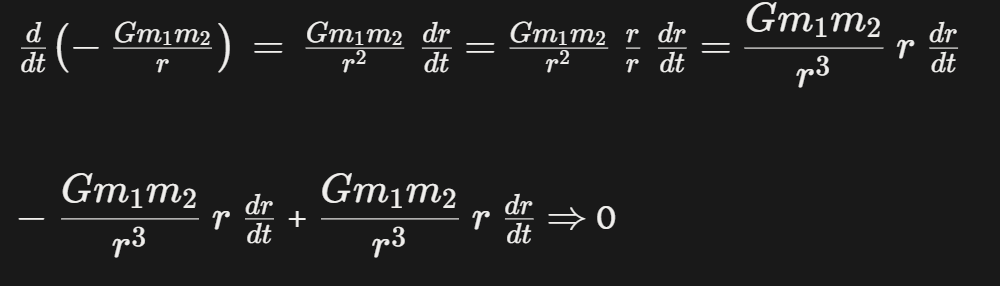 d/dt(− Gm₁m₂/r) = Gm₁m₂/r² dr/dt = Gm₁m₂/r² r/r dr/dt = Gm₁m₂/r³ r dr/dt
− Gm₁m₂/r³ r dr/dt + Gm₁m₂/r³ r dr/dt ⇒ 0